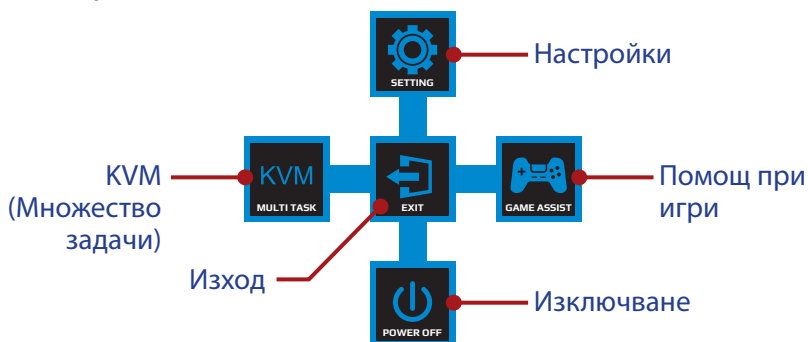 SETTING
Настройки
KVM
MULTI TASK
EXIT
GAME ASSIST
KVM
(Множество
задачи)
Помощ при
игри
Изход
POWER OFF
Изключване